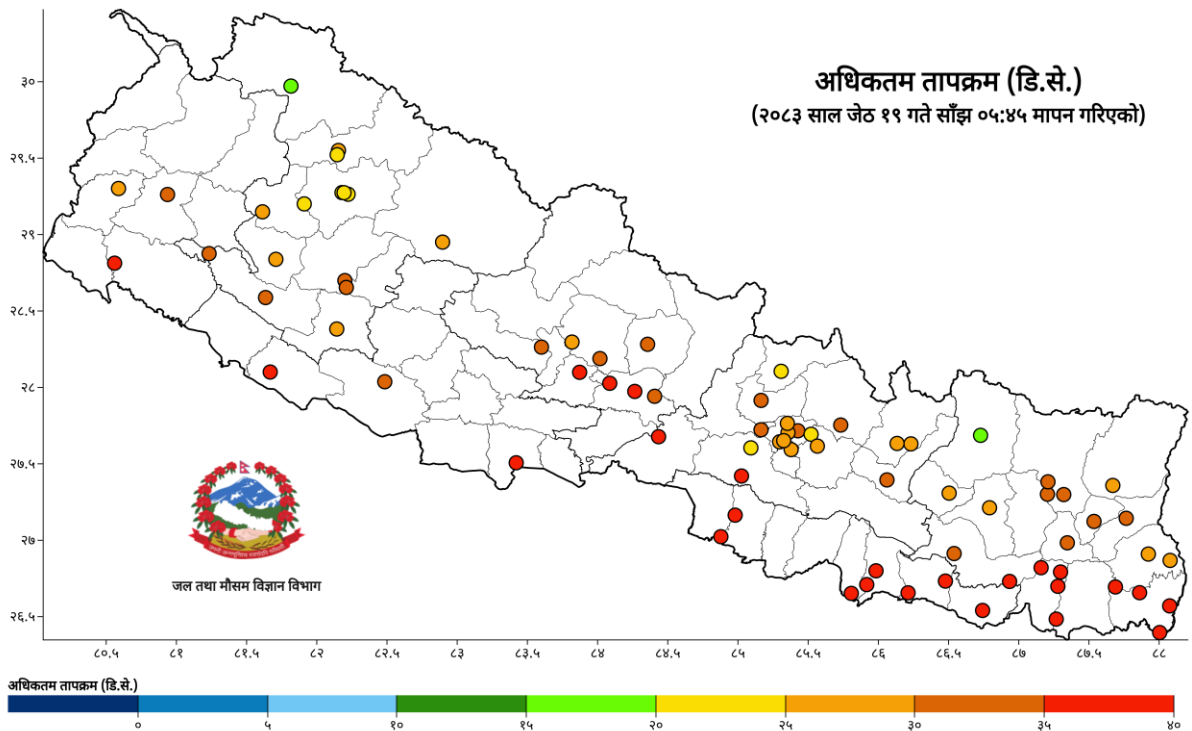 अधिकतम तापक्रम (डि.से.)
(२०८३ साल जेठ १९ गते साँझ ०५:४५ मापन गरिएको)
३०
२९.५
२९
२८.५
२८
२७.५
२७
२६.५
जल तथा मौसम विज्ञान विभाग
८०.५ ८१ ८१.५ ८२ ८२.५ ८३ ८३.५ ८४ ८४.५ ८५ ८५.५ ८६ ८६.५ ८७ ८७.५ ८८
अधिकतम तापक्रम (डि.से.)
० ५ १० १५ २० २५ ३० ३५ ४०